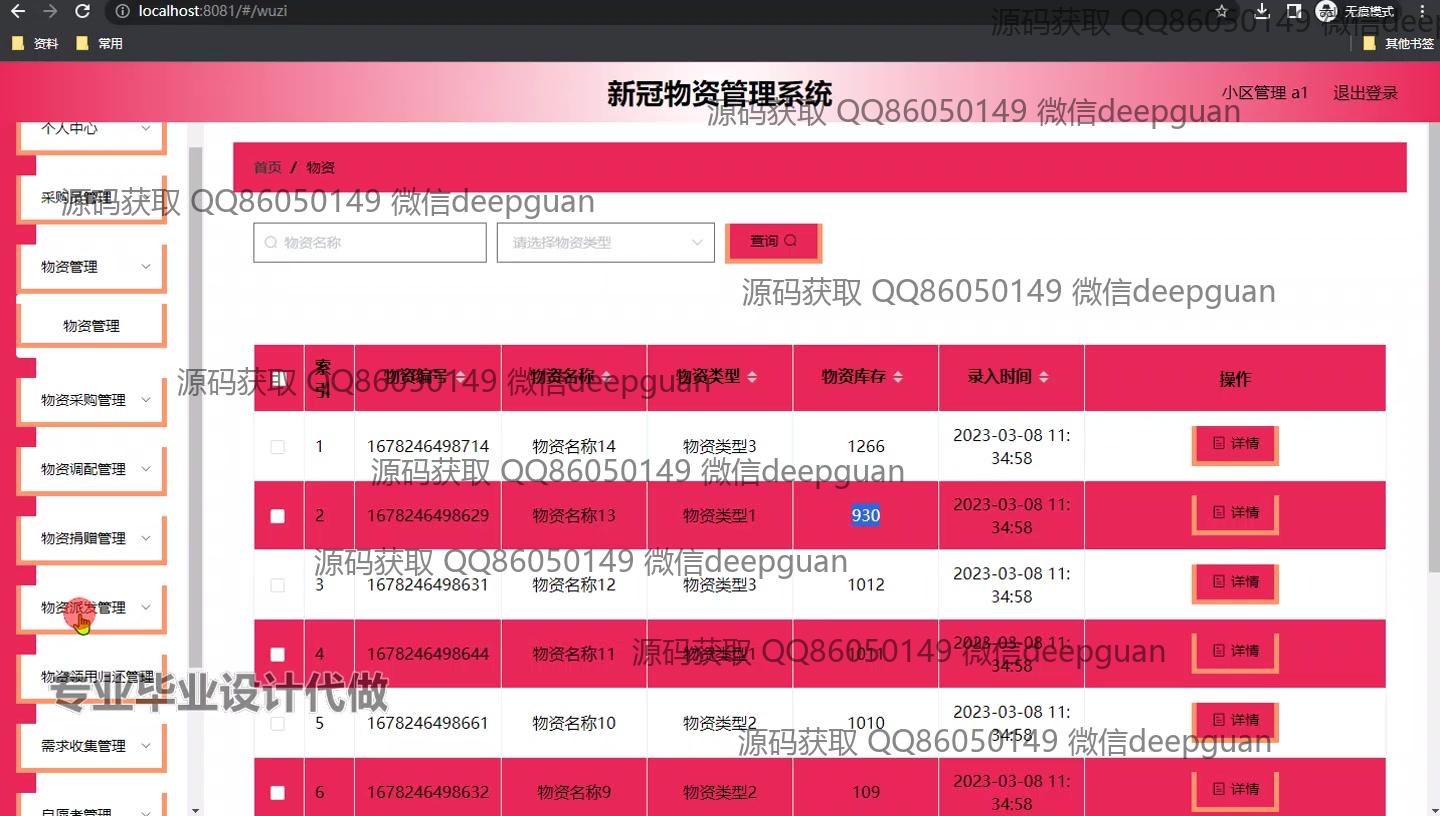 localhost:8081/#/wuzi
无痕模式
资料
常用
其他书签
源码获取 QQ86050149 微信deepguan
新冠物资管理系统
小区管理 a1
退出登录
源码获取 QQ86050149 微信deepguan
个人中心
采购员管理
物资管理
物资管理
物资采购管理
物资调配管理
物资捐赠管理
物资派发管理
物资领用归还管理
需求收集管理
自愿者管理
首页 / 物资
源码获取 QQ86050149 微信deepguan
物资名称
请选择物资类型
查询
源码获取 QQ86050149 微信deepguan
索引 物资编号 物资名称 物资类型 物资库存 录入时间 操作
源码获取 QQ86050149 微信deepguan
1 1678246498714 物资名称14 物资类型3 1266 2023-03-08 11:34:58 详情
源码获取 QQ86050149 微信deepguan
2 1678246498629 物资名称13 物资类型1 930 2023-03-08 11:34:58 详情
源码获取 QQ86050149 微信deepguan
3 1678246498631 物资名称12 物资类型3 1012 2023-03-08 11:34:58 详情
4 1678246498644 物资名称11 物资类型1 1011 2023-03-08 11:34:58 详情
源码获取 QQ86050149 微信deepguan
专业毕业设计代做
5 1678246498661 物资名称10 物资类型2 1010 2023-03-08 11:34:58 详情
源码获取 QQ86050149 微信deepguan
6 1678246498632 物资名称9 物资类型2 109 2023-03-08 11:34:58 详情